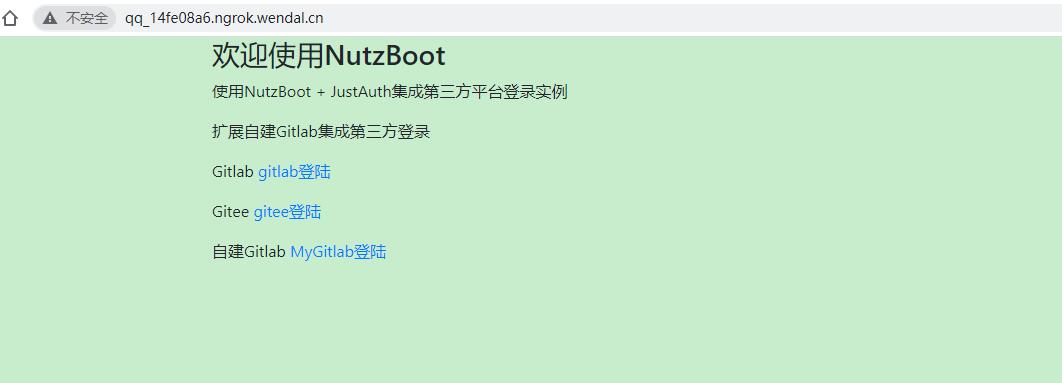 不安全 qq_14fe08a6.ngrok.wendal.cn
欢迎使用NutzBoot
使用NutzBoot + JustAuth集成第三方平台登录实例
扩展自建Gitlab集成第三方登录
Gitlab gitlab登陆
Gitee gitee登陆
自建Gitlab MyGitlab登陆